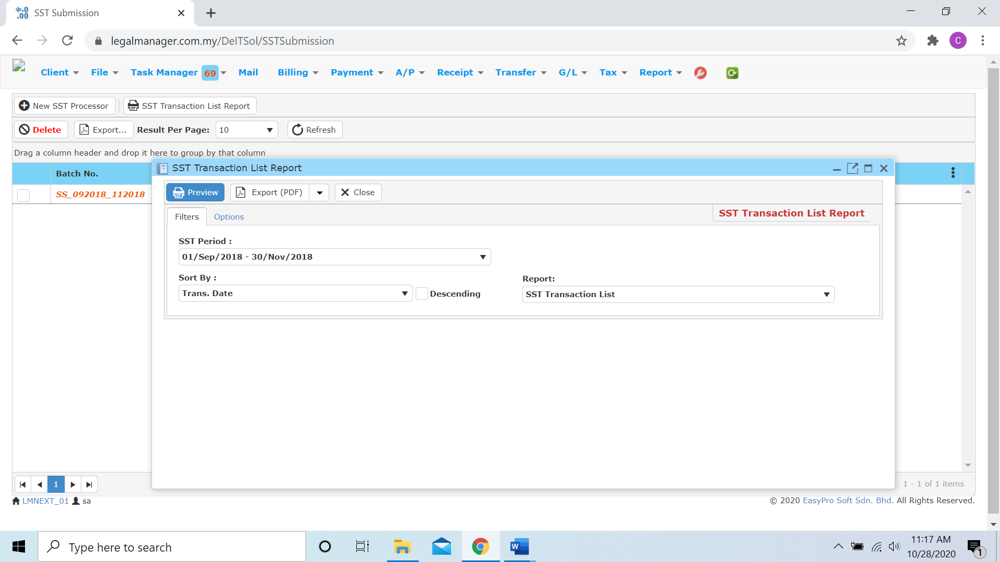 SST Submission
legalmanager.com.my/DeITSol/SSTSubmission
C
Client File Task Manager 69 Mail Billing Payment A/P Receipt Transfer G/L Tax Report
New SST Processor SST Transaction List Report
Delete Export... Result Per Page: 10 Refresh
Drag a column header and drop it here to group by that column
Batch No.
SS_092018_112018
SST Transaction List Report
Preview Export (PDF) Close
Filters Options SST Transaction List Report
SST Period :
01/Sep/2018 - 30/Nov/2018
Sort By : Report:
Trans. Date Descending SST Transaction List
1 1 - 1 of 1 items
LMNEXT_01 sa © 2020 EasyPro Soft Sdn. Bhd. All Rights Reserved.
Type here to search
11:17 AM
10/28/2020
1